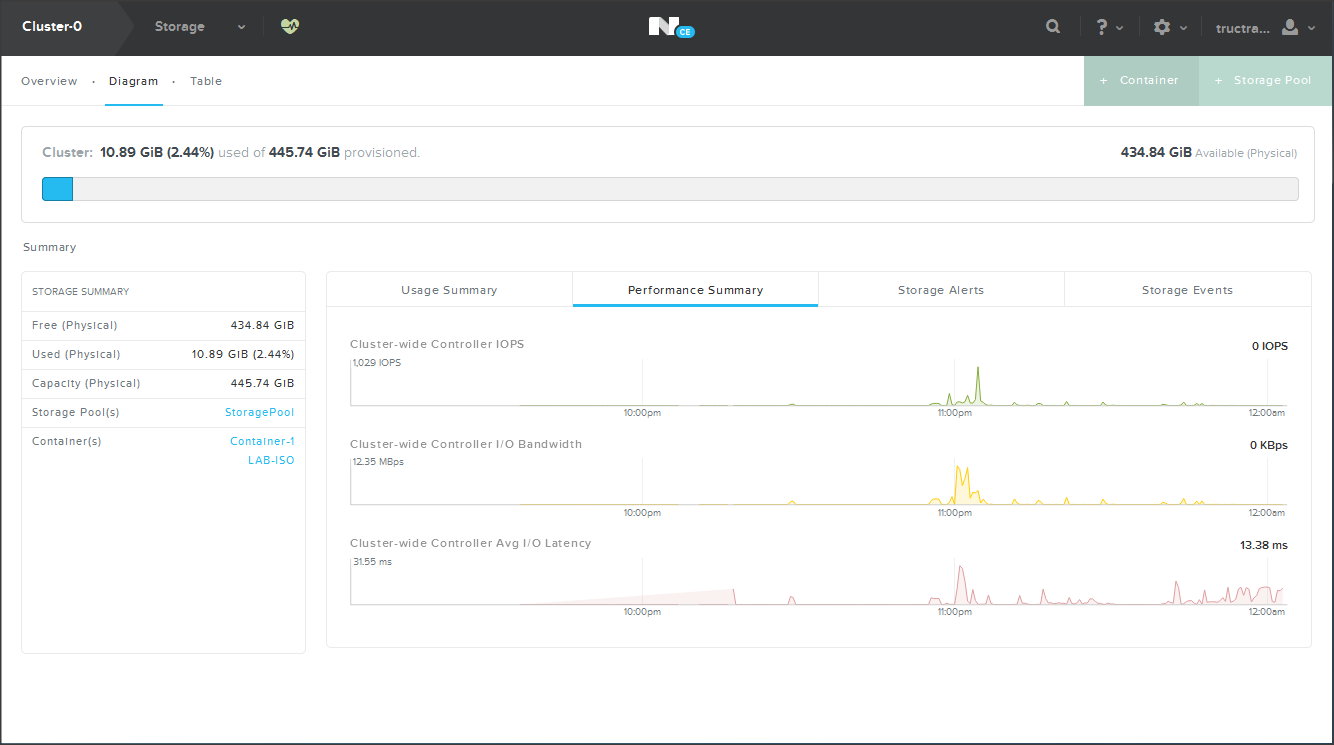 Cluster-0 Storage N CE ? tructra...
Overview · Diagram · Table + Container + Storage Pool
Cluster: 10.89 GiB (2.44%) used of 445.74 GiB provisioned. 434.84 GiB Available (Physical)
Summary
STORAGE SUMMARY
Free (Physical) 434.84 GiB
Used (Physical) 10.89 GiB (2.44%)
Capacity (Physical) 445.74 GiB
Storage Pool(s) StoragePool
Container(s) Container-1
LAB-ISO
Usage Summary Performance Summary Storage Alerts Storage Events
Cluster-wide Controller IOPS 0 IOPS
1,029 IOPS
10:00pm 11:00pm 12:00am
Cluster-wide Controller I/O Bandwidth 0 KBps
12.35 MBps
10:00pm 11:00pm 12:00am
Cluster-wide Controller Avg I/O Latency 13.38 ms
31.55 ms
10:00pm 11:00pm 12:00am